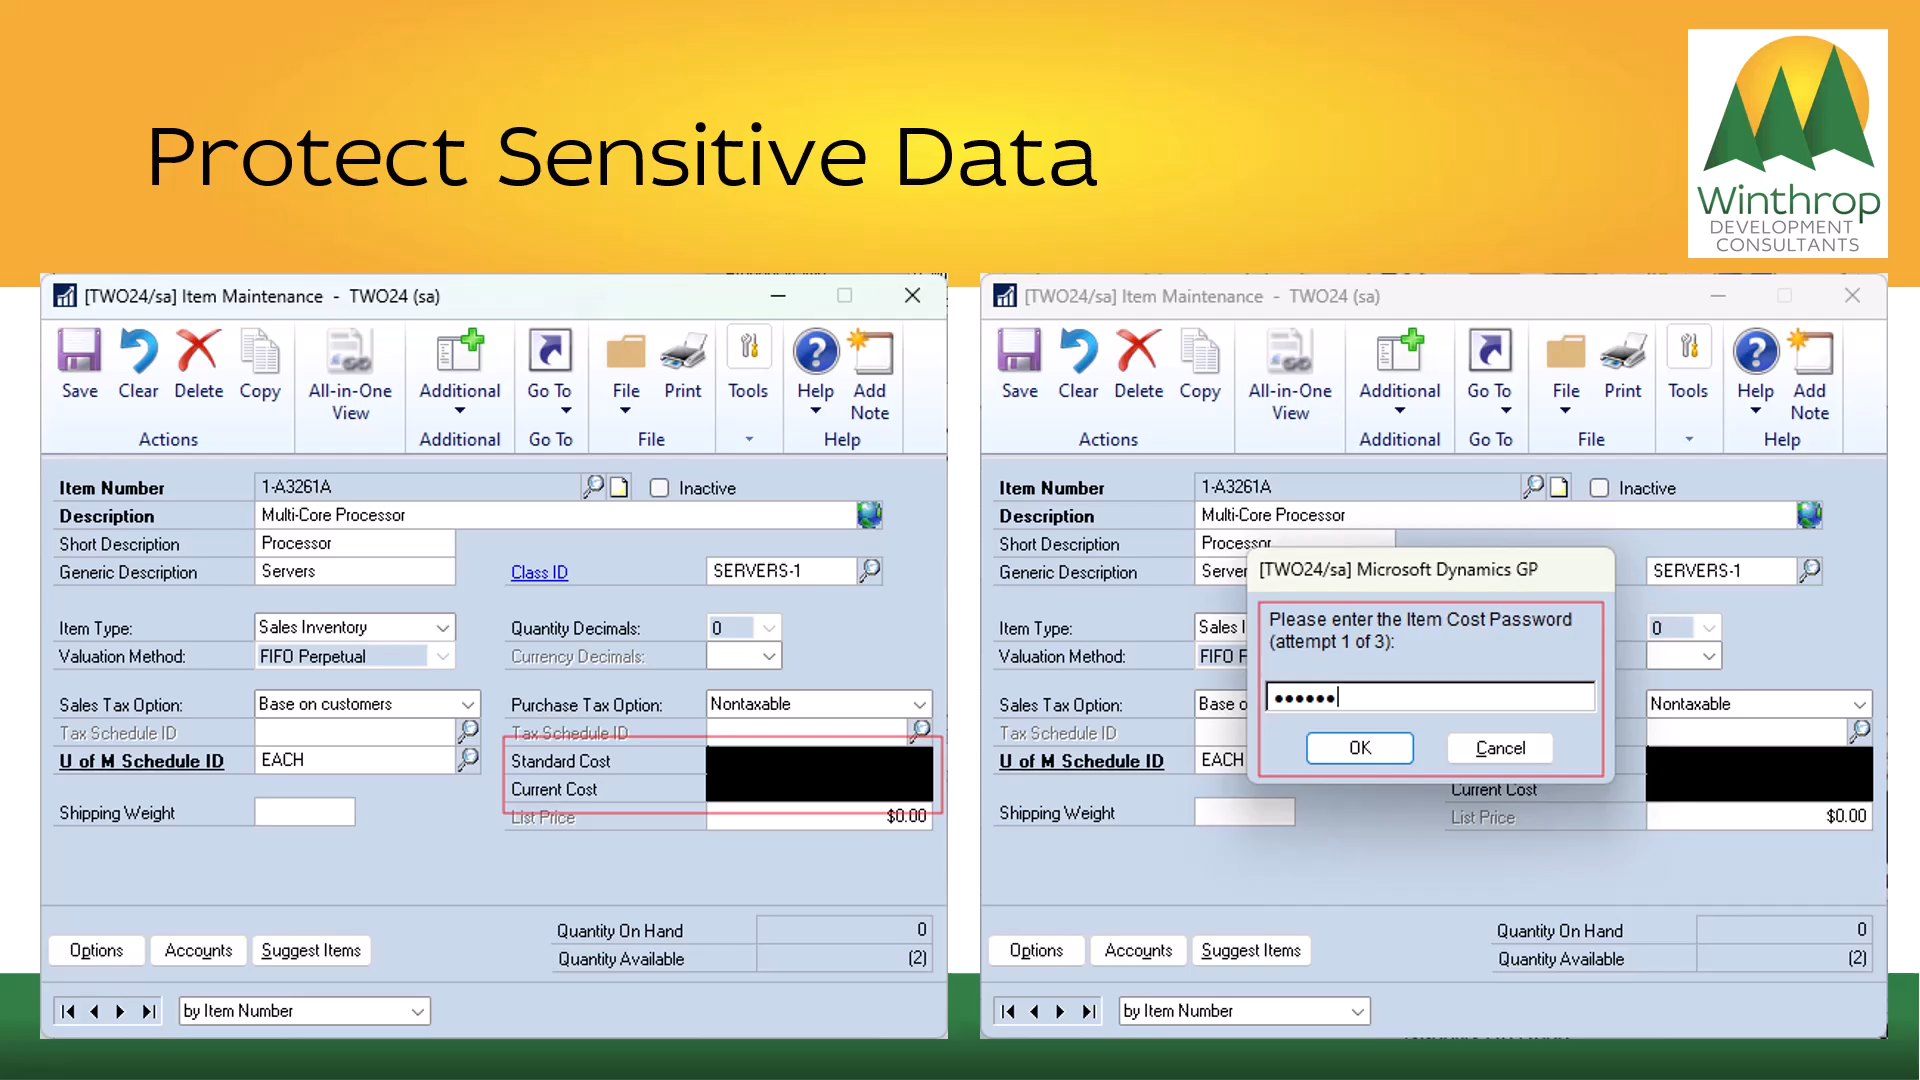 Protect Sensitive Data
Winthrop
DEVELOPMENT
CONSULTANTS
[TWO24/sa] Item Maintenance - TWO24 (sa)
Save Clear Delete Copy All-in-One View Additional Go To File Print Tools Help Add Note
Actions Additional Go To File Help
Item Number 1-A3261A Inactive
Description Multi-Core Processor
Short Description Processor
Generic Description Servers Class ID SERVERS-1
Item Type: Sales Inventory Quantity Decimals: 0
Valuation Method: FIFO Perpetual Currency Decimals:
Sales Tax Option: Base on customers Purchase Tax Option: Nontaxable
Tax Schedule ID Tax Schedule ID
U of M Schedule ID EACH Standard Cost
Current Cost
Shipping Weight List Price $0.00
Quantity On Hand 0
Options Accounts Suggest Items Quantity Available (2)
by Item Number
[TWO24/sa] Item Maintenance - TWO24 (sa)
Save Clear Delete Copy All-in-One View Additional Go To File Print Tools Help Add Note
Actions Additional Go To File Help
Item Number 1-A3261A Inactive
Description Multi-Core Processor
Short Description Processor
Generic Description Server SERVERS-1
Item Type: Sales I 0
Valuation Method: FIFO F
Sales Tax Option: Base o Nontaxable
Tax Schedule ID
U of M Schedule ID EACH
Current Cost
Shipping Weight List Price $0.00
Quantity On Hand 0
Options Accounts Suggest Items Quantity Available (2)
by Item Number
[TWO24/sa] Microsoft Dynamics GP
Please enter the Item Cost Password
(attempt 1 of 3):
••••••
OK Cancel